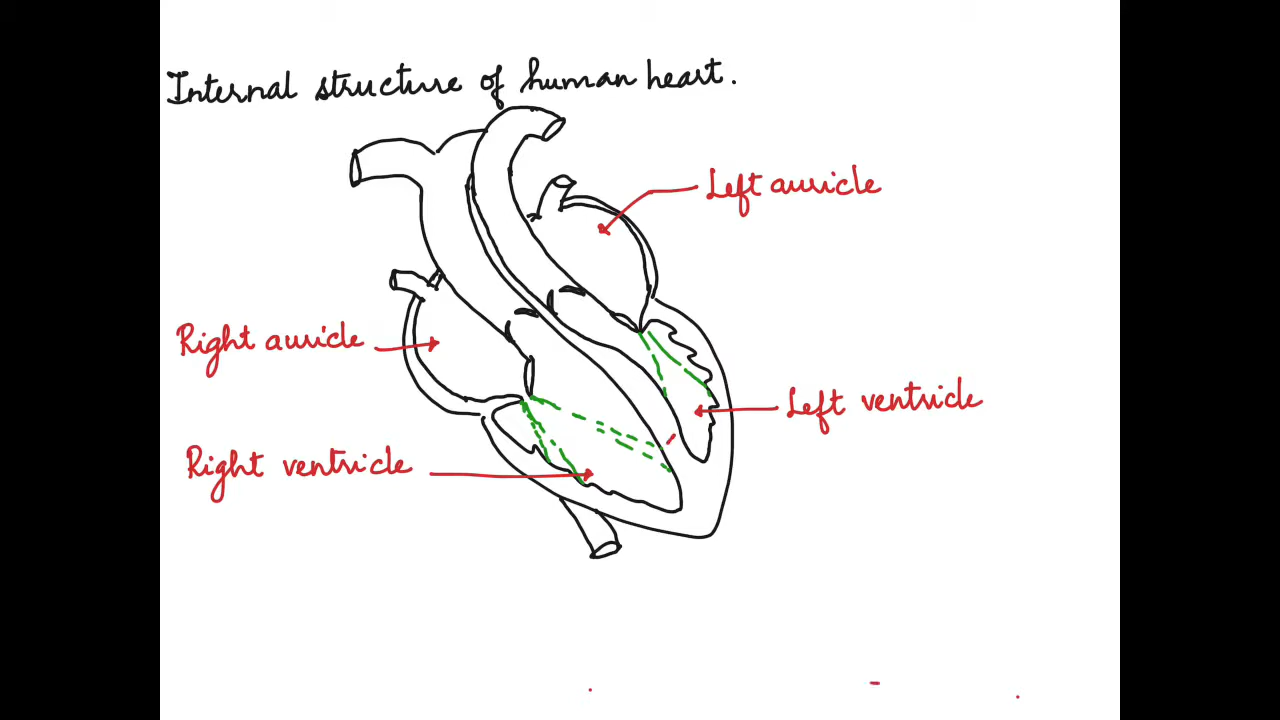 Internal structure of human heart.
Left auricle
Right auricle
Left ventricle
Right ventricle